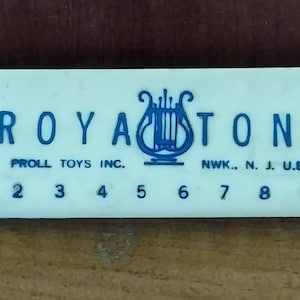 ROYA TON
PROLL TOYS INC. NWK., N. J. U.S
2 3 4 5 6 7 8